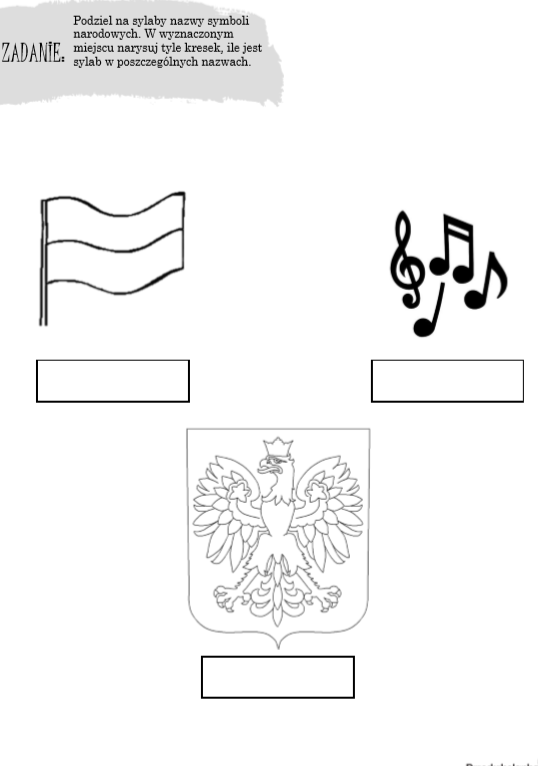 Podziel na sylaby nazwy symboli
narodowych. W wyznaczonym
ZADANIE: miejscu narysuj tyle kresek, ile jest
sylab w poszczególnych nazwach.